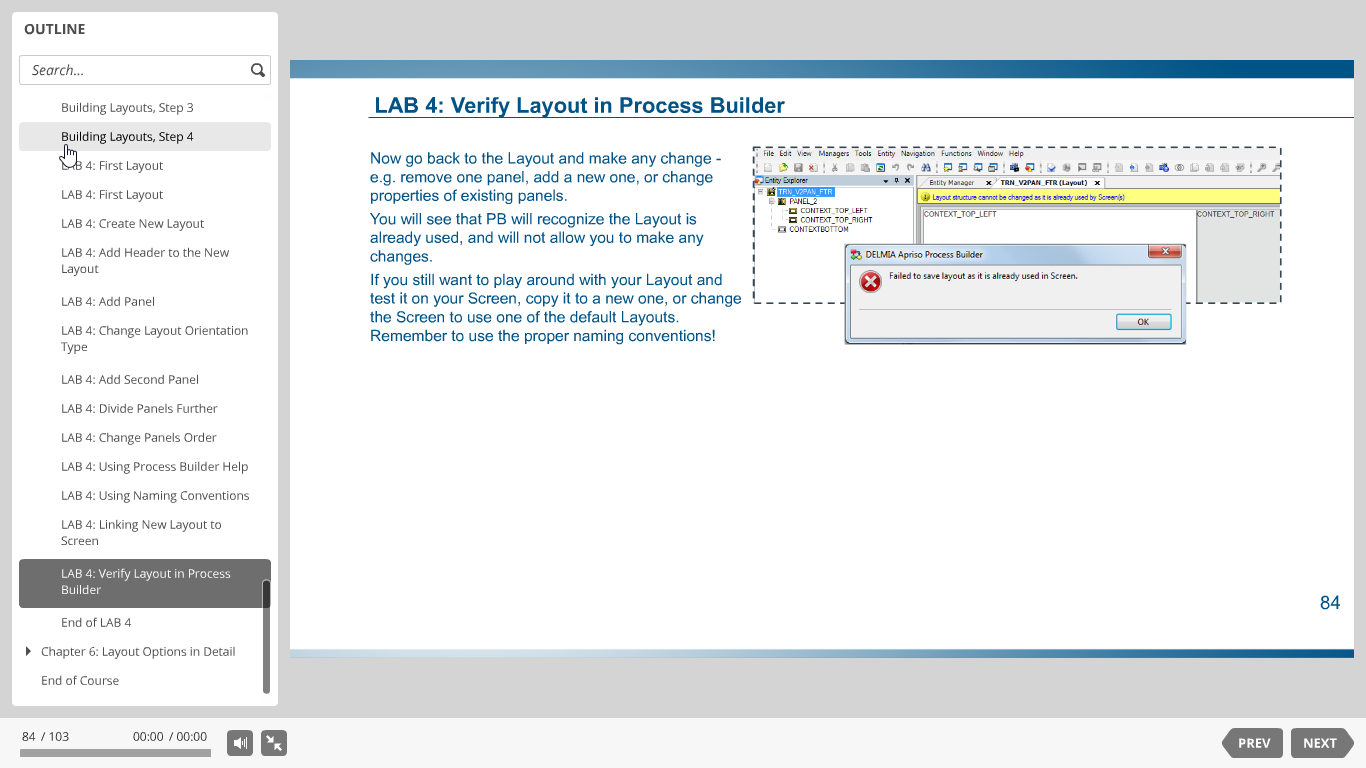 OUTLINE
Search...
Building Layouts, Step 3
Building Layouts, Step 4
LAB 4: First Layout
LAB 4: First Layout
LAB 4: Create New Layout
LAB 4: Add Header to the New
Layout
LAB 4: Add Panel
LAB 4: Change Layout Orientation
Type
LAB 4: Add Second Panel
LAB 4: Divide Panels Further
LAB 4: Change Panels Order
LAB 4: Using Process Builder Help
LAB 4: Using Naming Conventions
LAB 4: Linking New Layout to
Screen
LAB 4: Verify Layout in Process
Builder
End of LAB 4
Chapter 6: Layout Options in Detail
End of Course
LAB 4: Verify Layout in Process Builder
Now go back to the Layout and make any change -
e.g. remove one panel, add a new one, or change
properties of existing panels.
You will see that PB will recognize the Layout is
already used, and will not allow you to make any
changes.
If you still want to play around with your Layout and
test it on your Screen, copy it to a new one, or change
the Screen to use one of the default Layouts.
Remember to use the proper naming conventions!
File Edit View Managers Tools Entity Navigation Functions Window Help
Entity Explorer
TRN_V2PAN_FTR
PANEL_2
CONTEXT_TOP_LEFT
CONTEXT_TOP_RIGHT
CONTEXTBOTTOM
Entity Manager TRN_V2PAN_FTR (Layout)
Layout structure cannot be changed as it is already used by Screen(s)
CONTEXT_TOP_LEFT CONTEXT_TOP_RIGHT
DELMIA Apriso Process Builder
Failed to save layout as it is already used in Screen.
OK
84
84 / 103 00:00 / 00:00
PREV NEXT